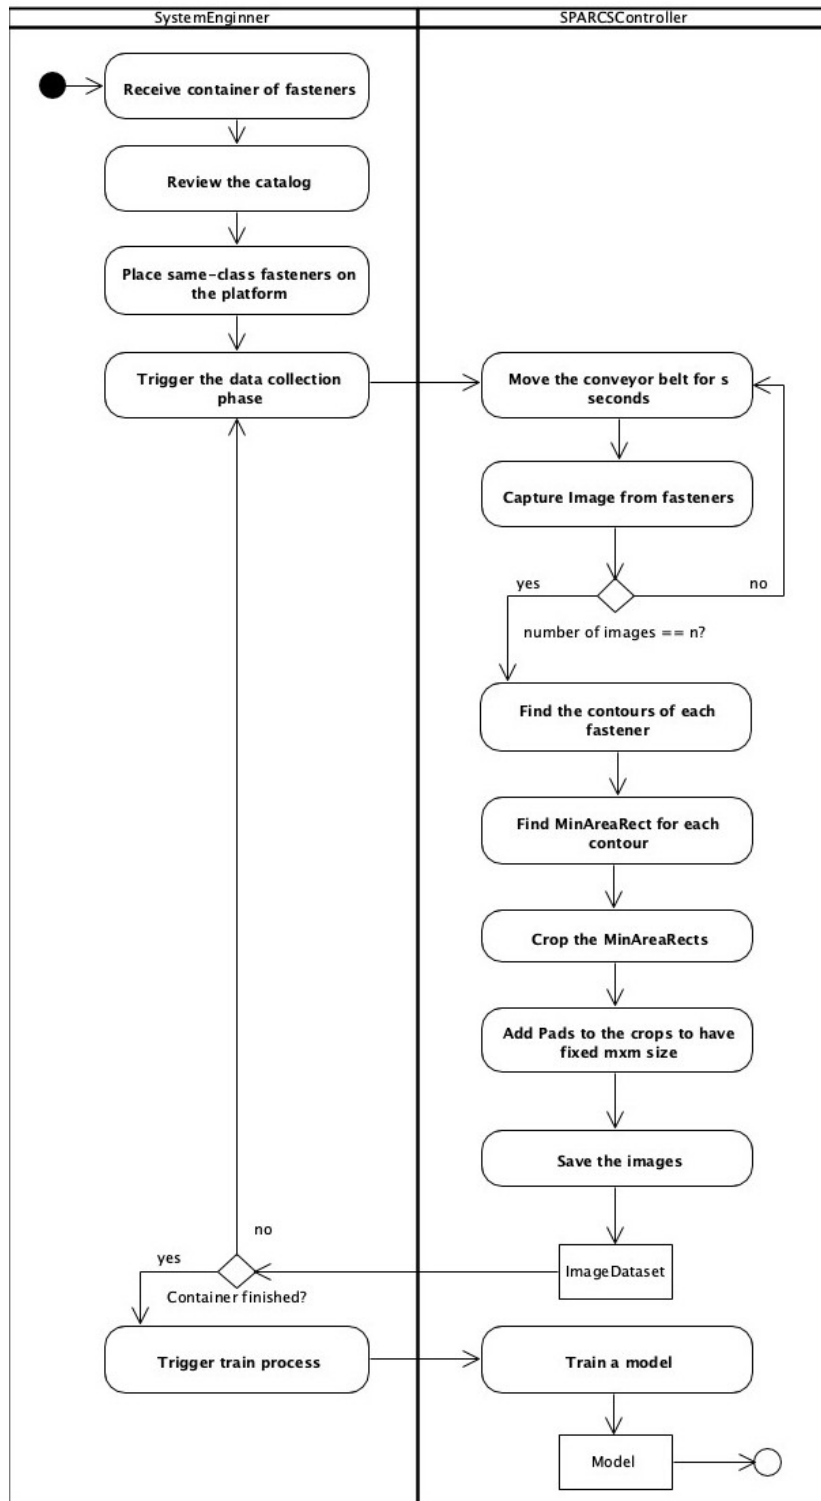 SystemEnginner
SPARCSController
Receive container of fasteners
Review the catalog
Place same-class fasteners on
the platform
Trigger the data collection
phase
Move the conveyor belt for s
seconds
Capture Image from fasteners
yes
no
number of images == n?
Find the contours of each
fastener
Find MinAreaRect for each
contour
Crop the MinAreaRects
Add Pads to the crops to have
fixed mxm size
Save the images
ImageDataset
no
yes
Container finished?
Trigger train process
Train a model
Model